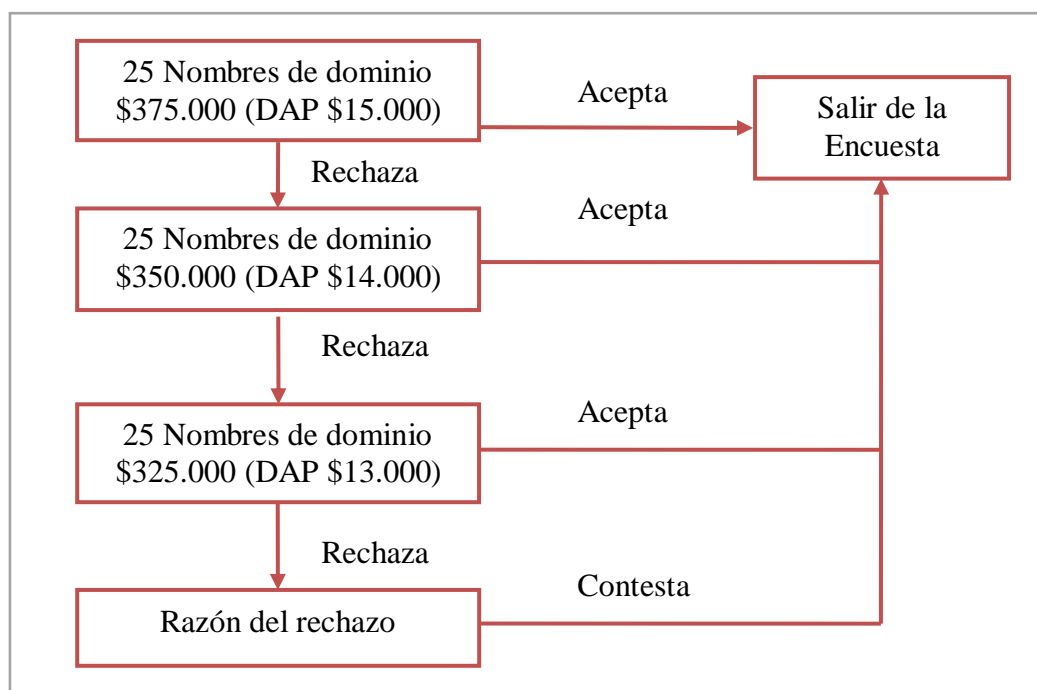 25 Nombres de dominio
$375.000 (DAP $15.000)
Acepta
Salir de la
Encuesta
Rechaza
25 Nombres de dominio
$350.000 (DAP $14.000)
Acepta
Rechaza
25 Nombres de dominio
$325.000 (DAP $13.000)
Acepta
Rechaza
Razón del rechazo
Contesta